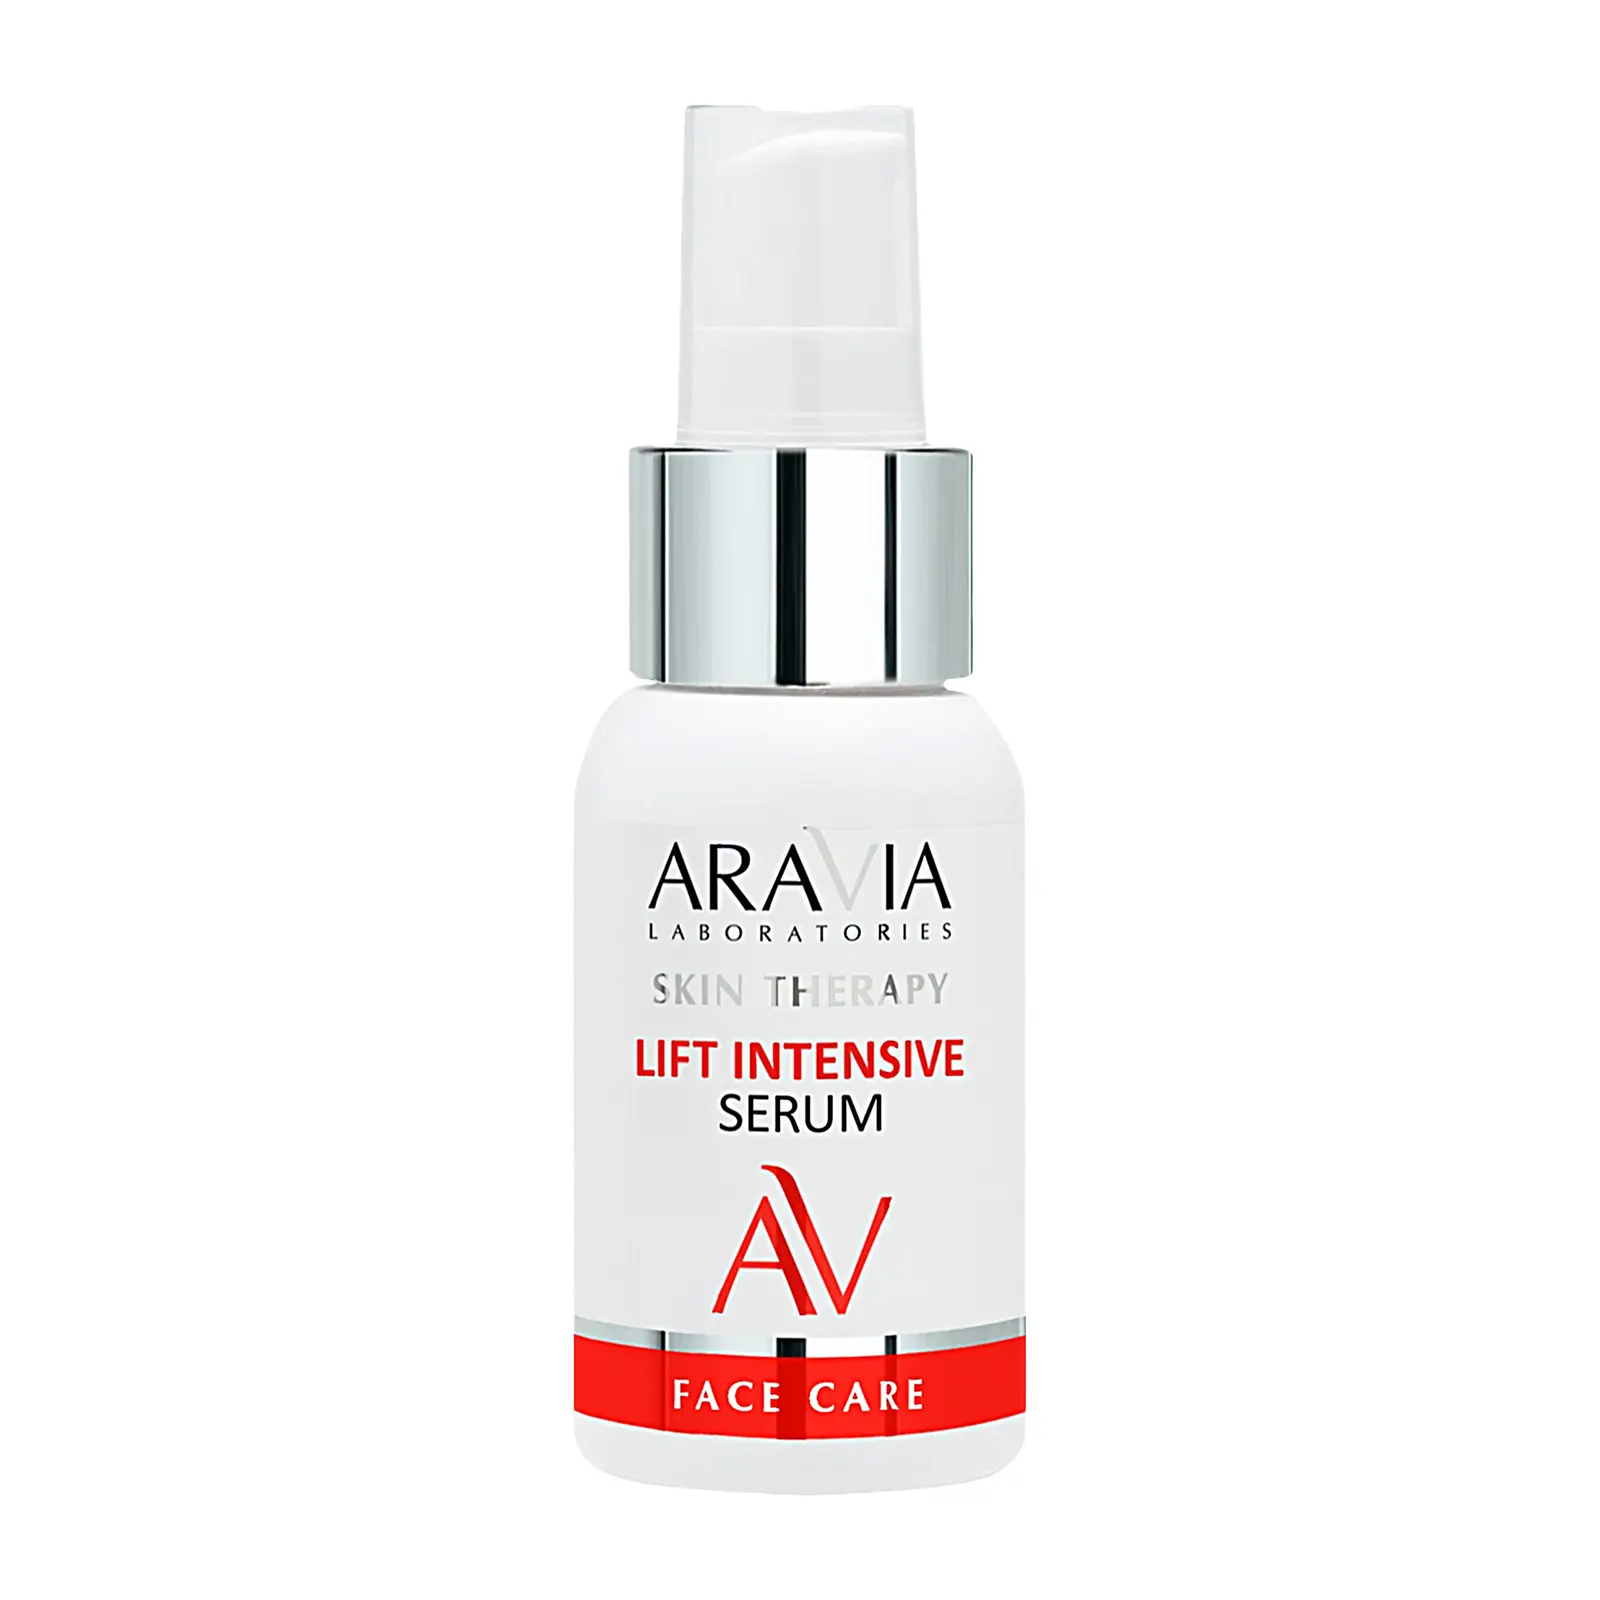 ARAVIA
LABORATORIES
SKIN THERAPY
LIFT INTENSIVE
SERUM
AV
FACE CARE